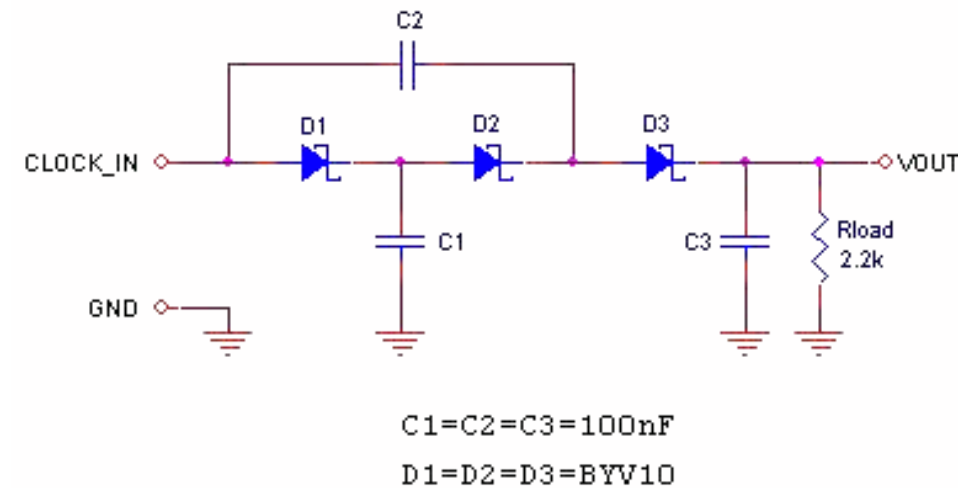 C2
D1
D2
D3
CLOCK_IN
VOUT
C1
C3
Rload
2.2k
GND
C1=C2=C3=100nF
D1=D2=D3=BYV10